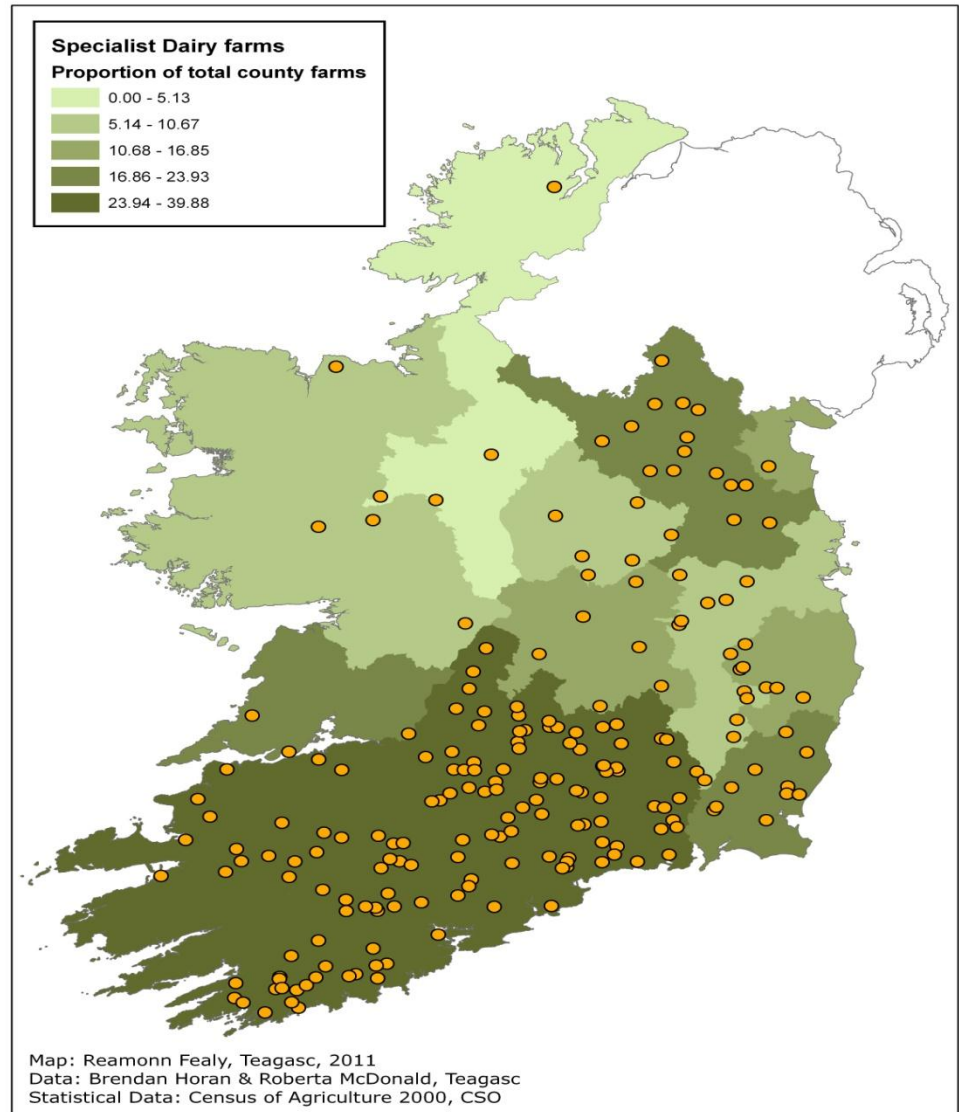 Specialist Dairy farms
Proportion of total county farms
0.00 - 5.13
5.14 - 10.67
10.68 - 16.85
16.86 - 23.93
23.94 - 39.88
Map: Reamonn Fealy, Teagasc, 2011
Data: Brendan Horan & Roberta McDonald, Teagasc
Statistical Data: Census of Agriculture 2000, CSO